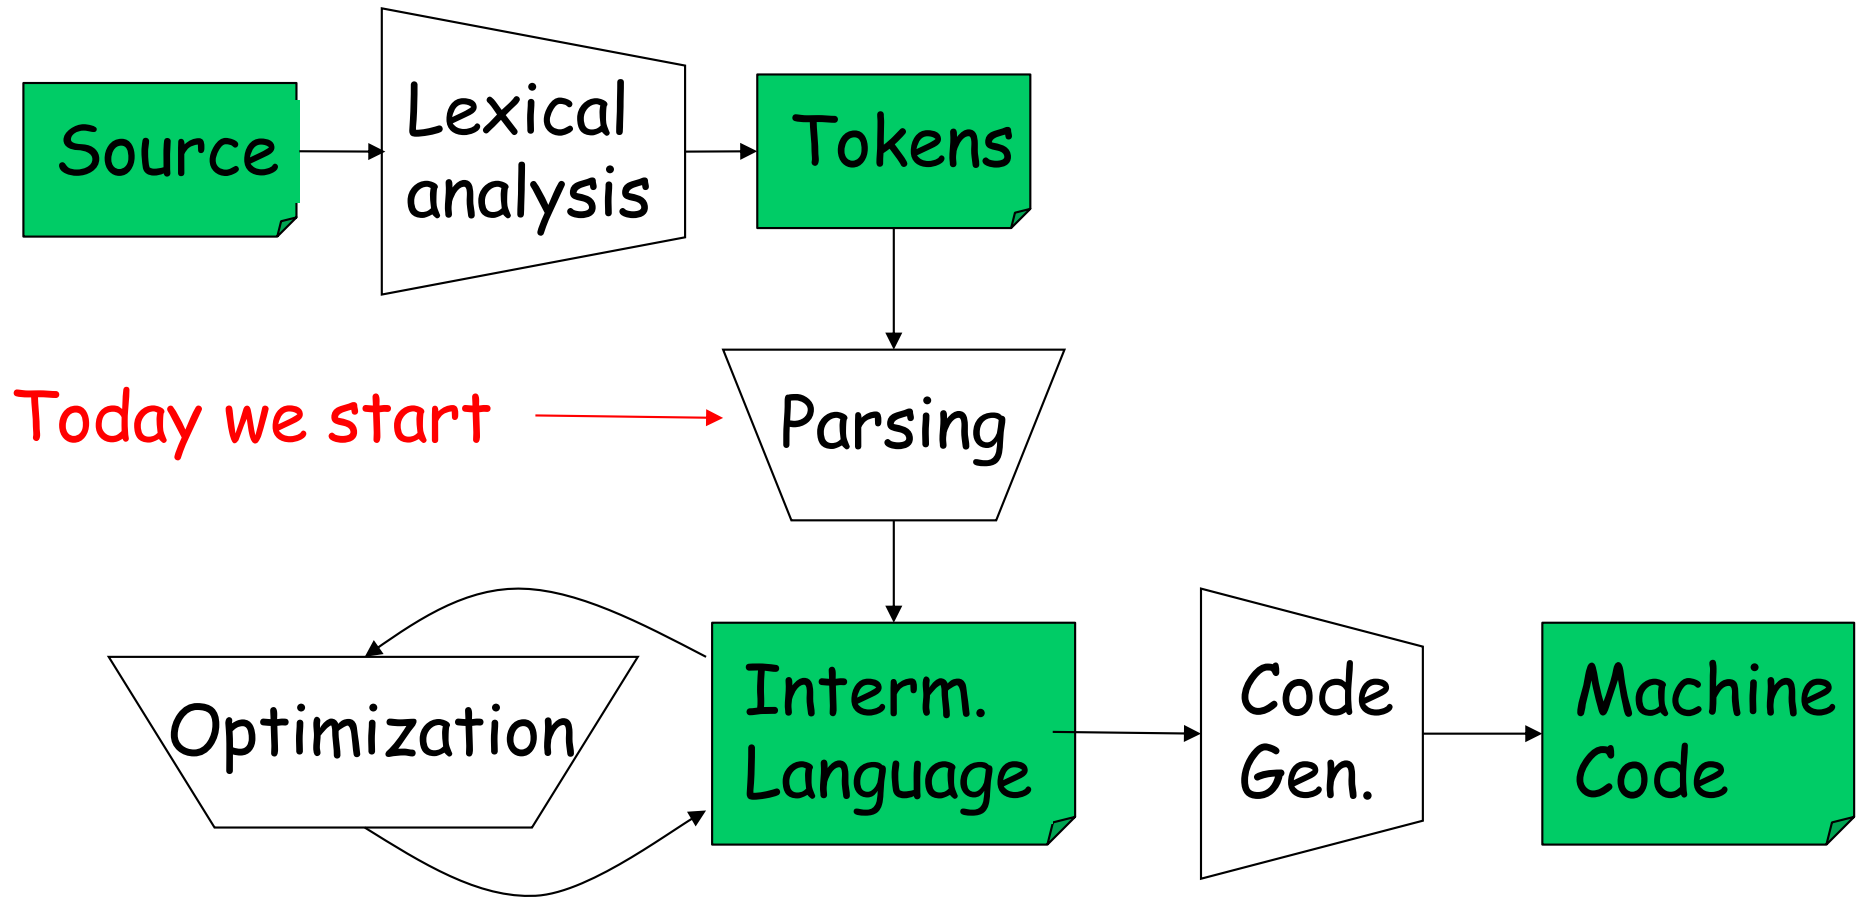 Source
Lexical
analysis
Tokens
Today we start
Parsing
Optimization
Interm.
Language
Code
Gen.
Machine
Code